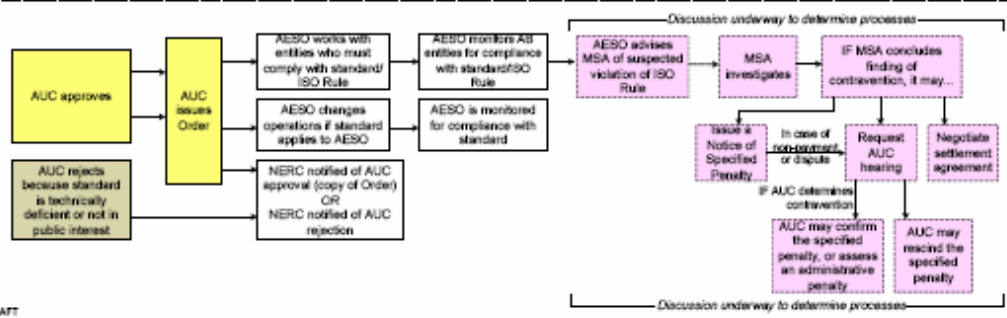 Discussion underway to determine processes
AUC approves
AUC
issues
Order
AESO works with
entities who must
comply with standard/
ISO Rule
AESO monitors AB
entities for compliance
with standard/ISO
Rule
AESO advises
MSA of suspected
violation of ISO
Rule
MSA
investigates
IF MSA concludes
finding of
contravention, it may...
AESO changes
operations if standard
applies to AESO
AESO is monitored
for compliance with
standard
Issue a
Notice of
Specified
Penalty
In case of
non-payment
or dispute
Request
AUC
hearing
Negotiate
settlement
agreement
AUC rejects
because standard
is technically
deficient or not in
public interest
NERC notified of AUC
approval (copy of Order)
OR
NERC notified of AUC
rejection
IF AUC determines
contravention
AUC may confirm
the specified
penalty, or assess
an administrative
penalty
AUC may
rescind the
specified
penalty
Discussion underway to determine processes
AFT